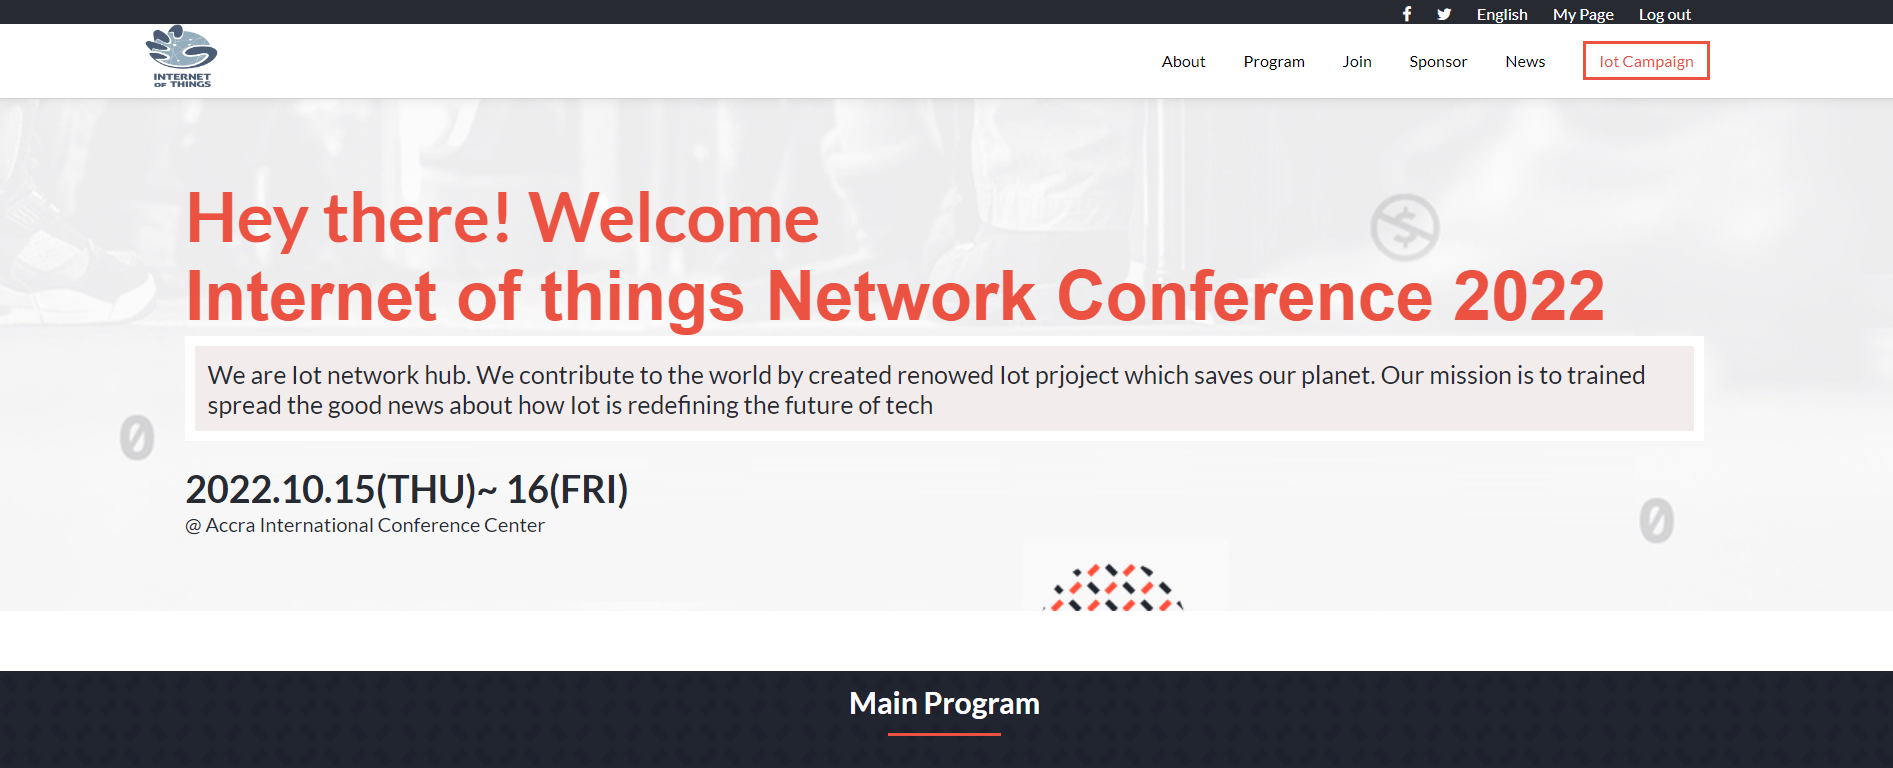 English My Page Log out
INTERNET
OF THINGS
About Program Join Sponsor News Iot Campaign
Hey there! Welcome
Internet of things Network Conference 2022
We are Iot network hub. We contribute to the world by created renowed Iot prjoject which saves our planet. Our mission is to trained
spread the good news about how Iot is redefining the future of tech
0
2022.10.15(THU)~ 16(FRI)
@ Accra International Conference Center
0
Main Program